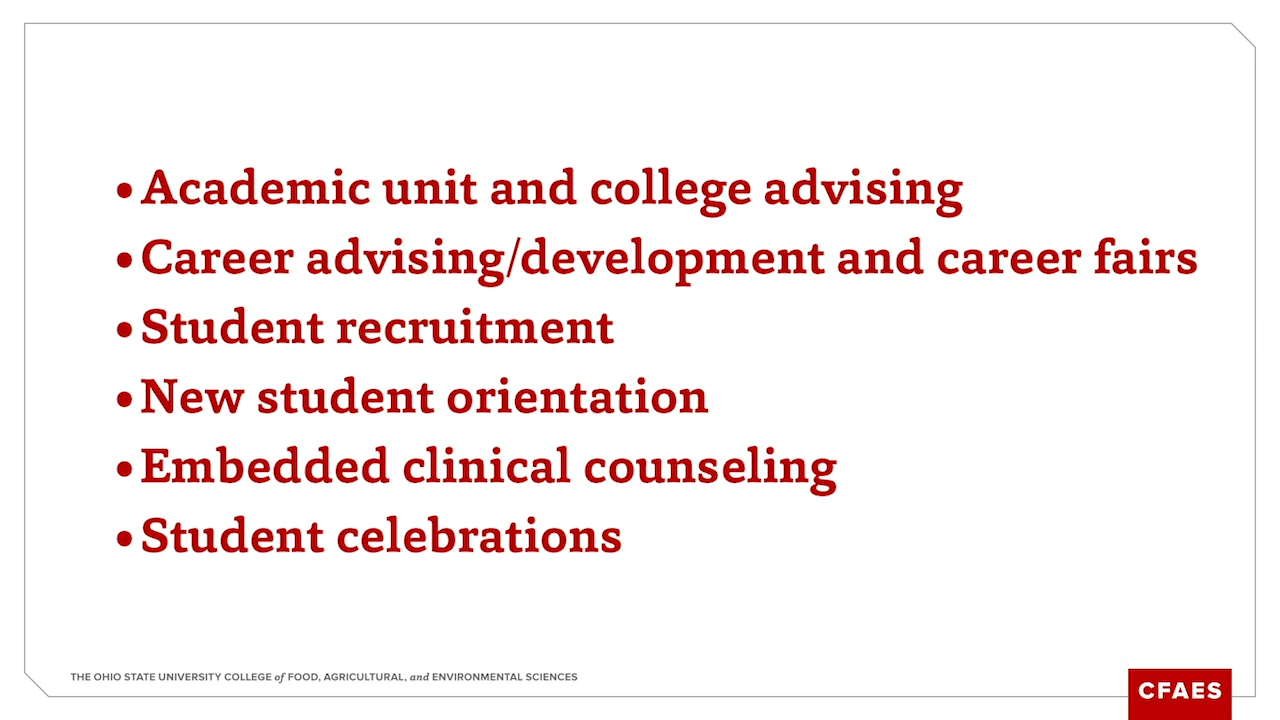 •Academic unit and college advising
•Career advising/development and career fairs
•Student recruitment
•New student orientation
•Embedded clinical counseling
•Student celebrations
THE OHIO STATE UNIVERSITY COLLEGE of FOOD, AGRICULTURAL, and ENVIRONMENTAL SCIENCES
CFAES